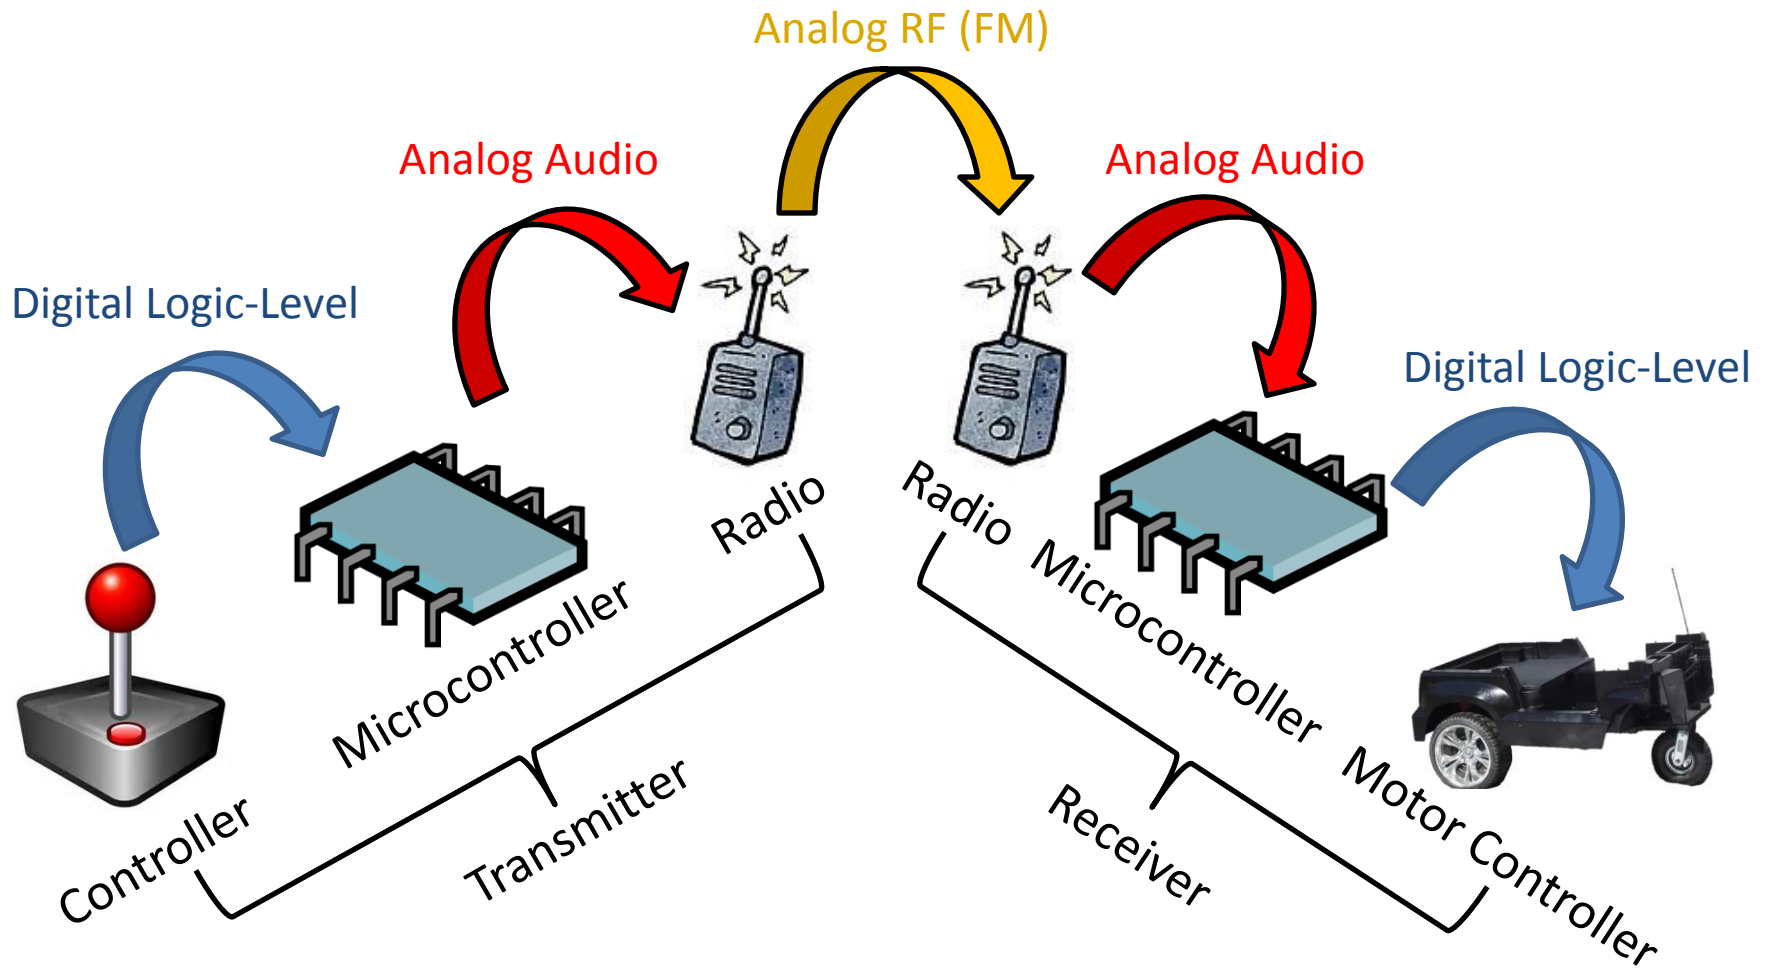 Analog RF (FM)
Analog Audio
Analog Audio
Digital Logic-Level
Digital Logic-Level
Radio
Radio
Microcontroller
Microcontroller
Controller
Motor Controller
Transmitter
Receiver